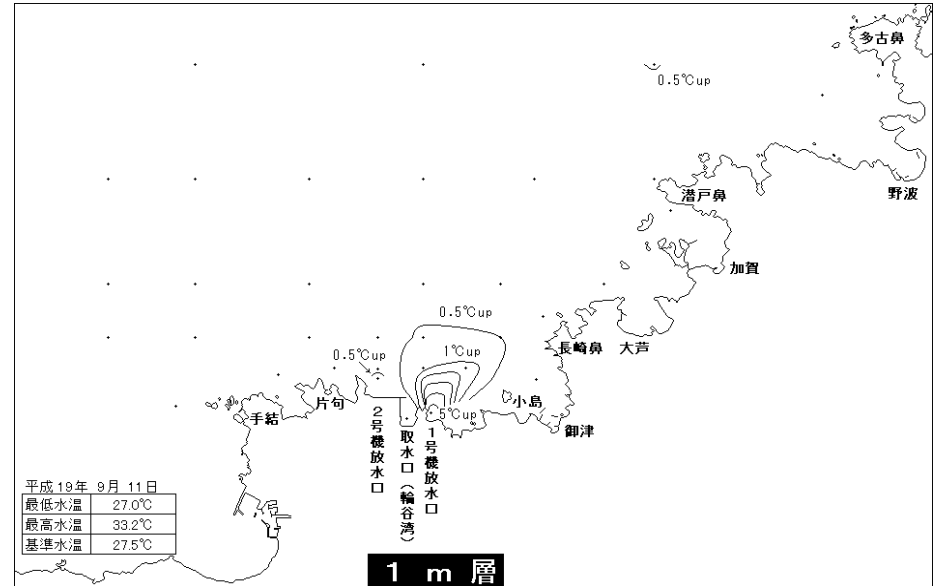 多古鼻
0.5℃up
潜戸鼻
野波
加賀
0.5℃up
1℃up
0.5℃up
長崎鼻
大芦
小島
5℃up
片句
手結
御津
2号機放水口
取水口（輪谷湾）
1号機放水口
平成19年 9月 11日
最低水温 27.0℃
最高水温 33.2℃
基準水温 27.5℃
1 m 層